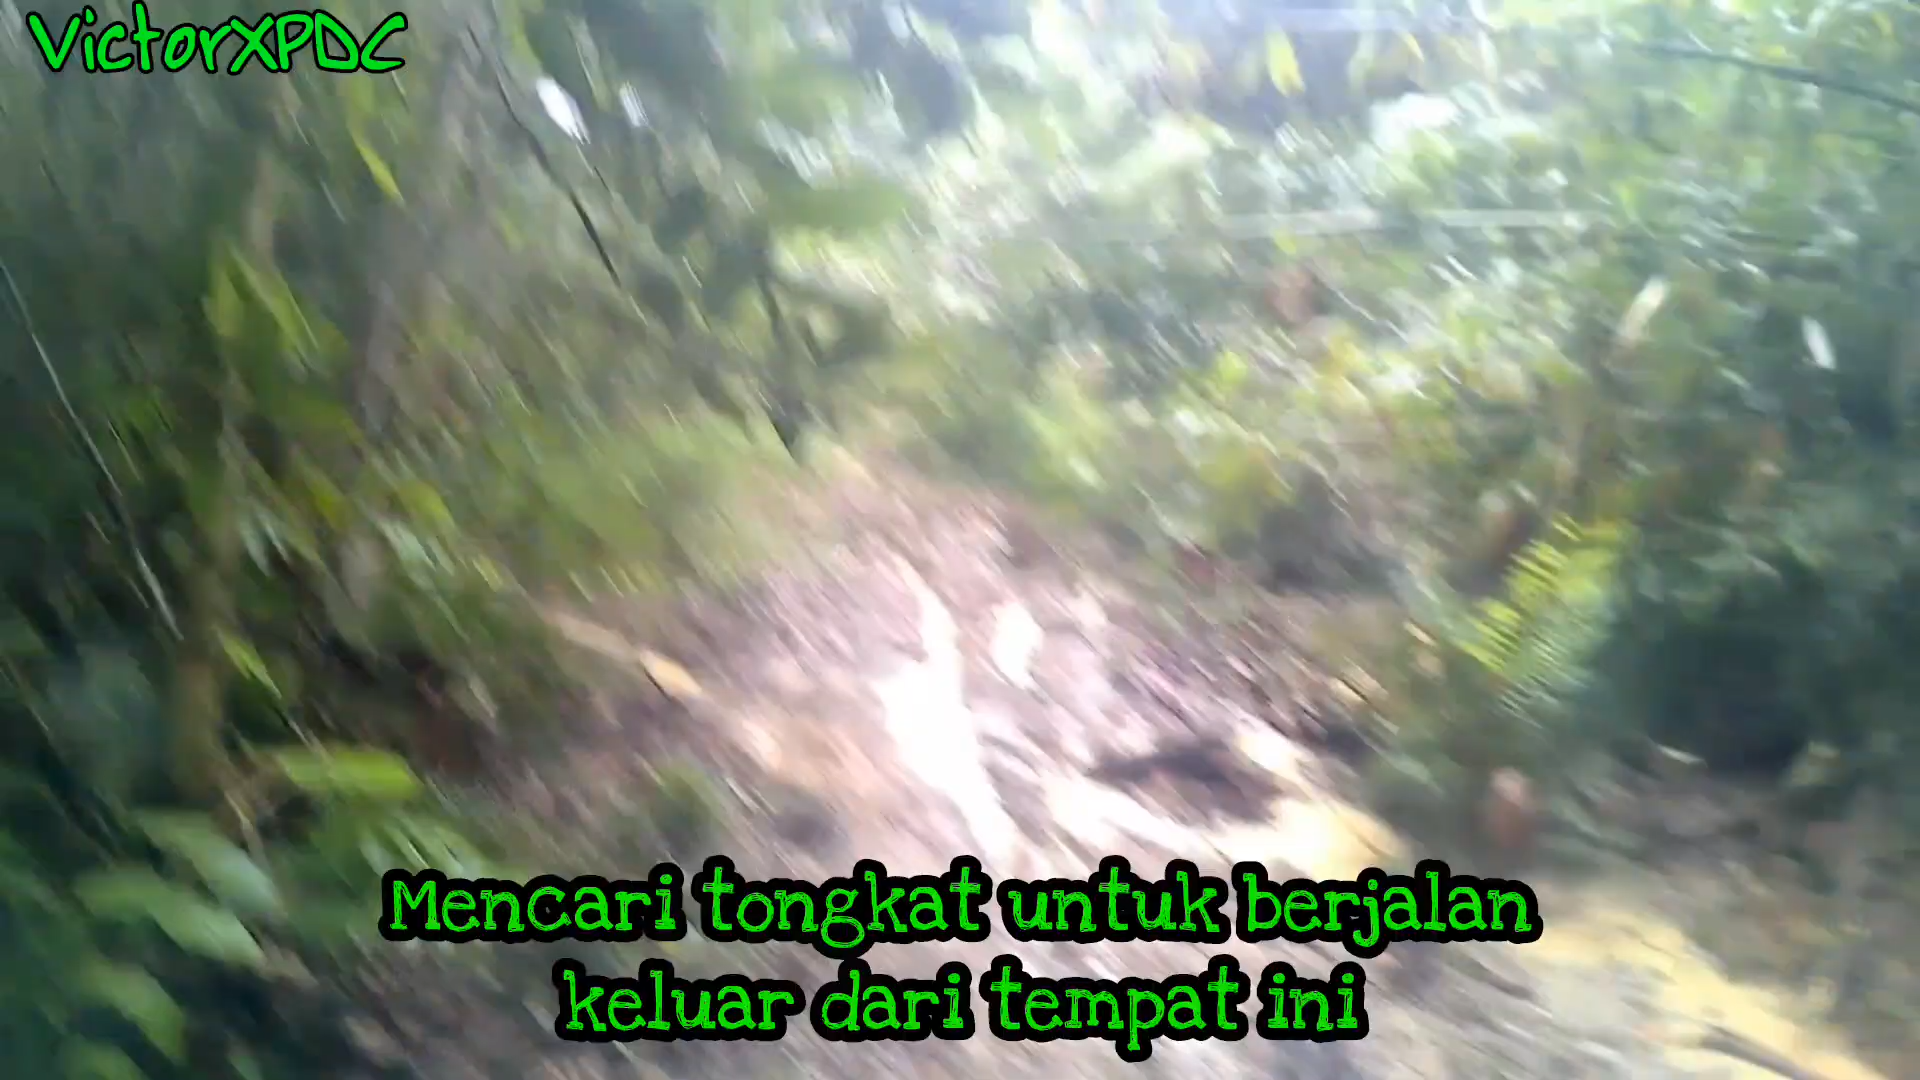 VictorXPDC
Mencari tongkat untuk berjalan
keluar dari tempat ini